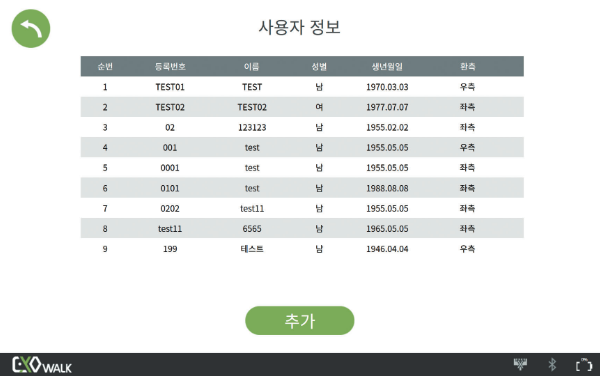 사용자 정보
순번 등록번호 이름 성별 생년월일 환측
1 TEST01 TEST 남 1970.03.03 우측
2 TEST02 TEST02 여 1977.07.07 좌측
3 02 123123 남 1955.02.02 좌측
4 001 test 남 1955.05.05 우측
5 0001 test 남 1955.05.05 좌측
6 0101 test 남 1988.08.08 좌측
7 0202 test11 남 1955.05.05 좌측
8 test11 6565 남 1965.05.05 좌측
9 199 테스트 남 1946.04.04 우측
추가
EXOWALK